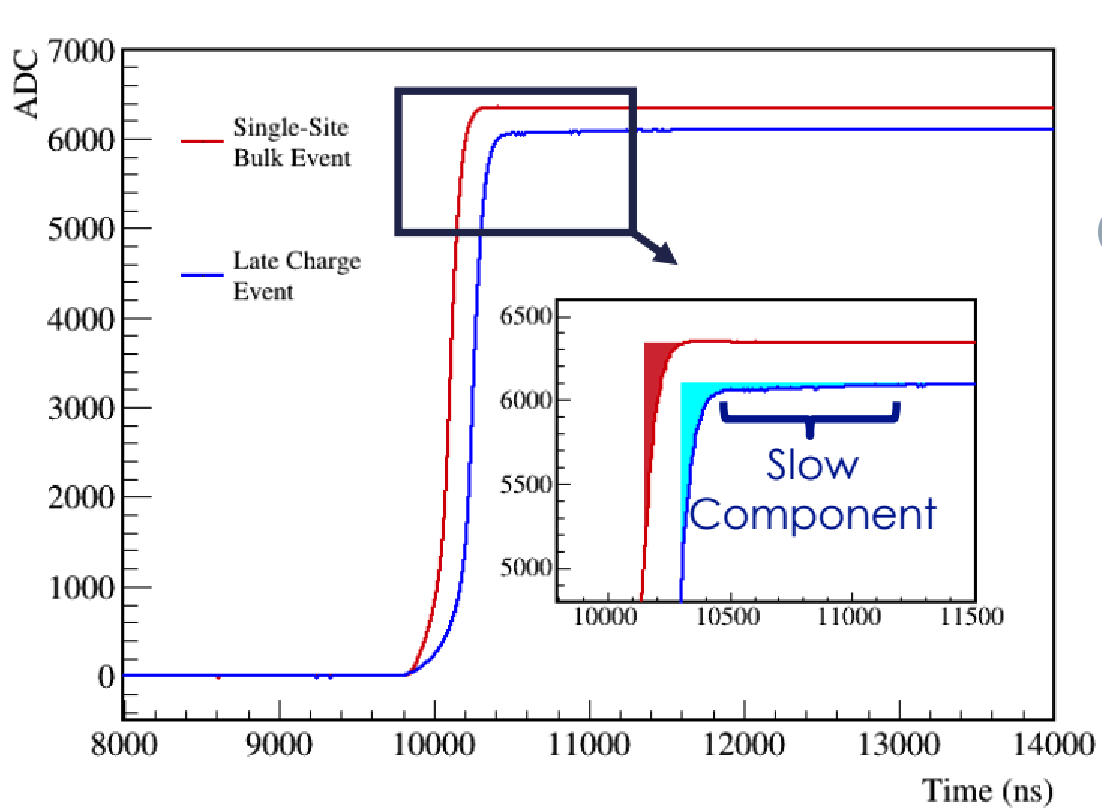 ADC
7000
6000
5000
4000
3000
2000
1000
0
Single-Site
Bulk Event
Late Charge
Event
6500
6000
5500
5000
Slow
Component
10000 10500 11000 11500
8000 9000 10000 11000 12000 13000 14000
Time (ns)